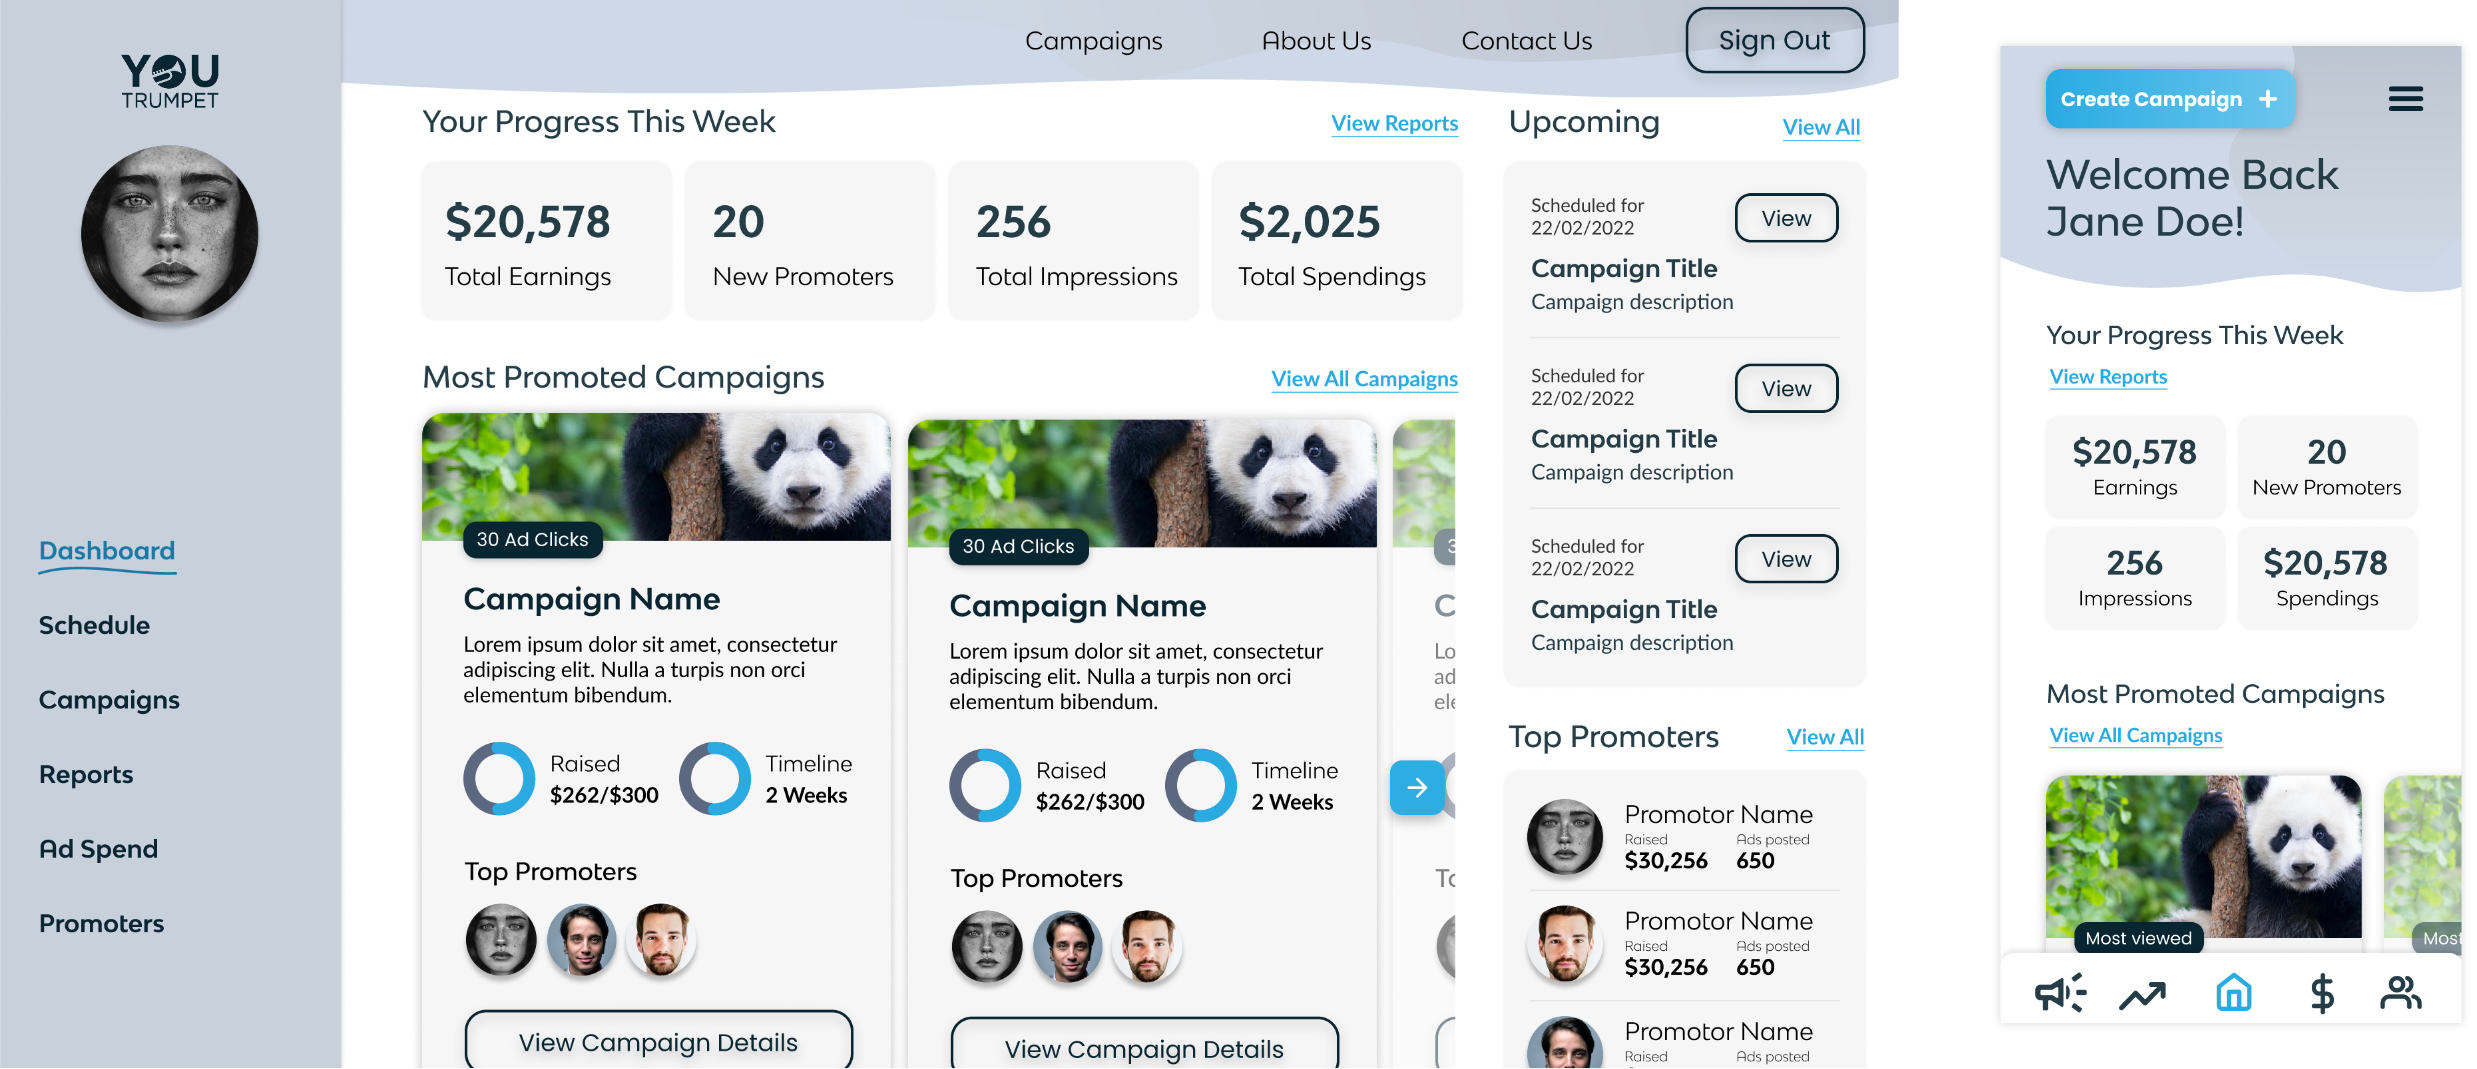 YOU
TRUMPET
Dashboard
Schedule
Campaigns
Reports
Ad Spend
Promoters
Campaigns
About Us
Contact Us
Sign Out
Your Progress This Week
View Reports
$20,578
Total Earnings
20
New Promoters
256
Total Impressions
$2,025
Total Spendings
Most Promoted Campaigns
View All Campaigns
30 Ad Clicks
Campaign Name
Lorem ipsum dolor sit amet, consectetur
adipiscing elit. Nulla a turpis non orci
elementum bibendum.
Raised
$262/$300
Timeline
2 Weeks
Top Promoters
View Campaign Details
30 Ad Clicks
Campaign Name
Lorem ipsum dolor sit amet, consectetur
adipiscing elit. Nulla a turpis non orci
elementum bibendum.
Raised
$262/$300
Timeline
2 Weeks
Top Promoters
View Campaign Details
3
C
Lo
ad
ele
To
Upcoming
View All
Scheduled for
22/02/2022
View
Campaign Title
Campaign description
Scheduled for
22/02/2022
View
Campaign Title
Campaign description
Scheduled for
22/02/2022
View
Campaign Title
Campaign description
Top Promoters
View All
Promotor Name
Raised Ads posted
$30,256 650
Promotor Name
Raised Ads posted
$30,256 650
Promotor Name
Raised Ads posted
Create Campaign +
Welcome Back
Jane Doe!
Your Progress This Week
View Reports
$20,578
Earnings
20
New Promoters
256
Impressions
$20,578
Spendings
Most Promoted Campaigns
View All Campaigns
Most viewed
Most